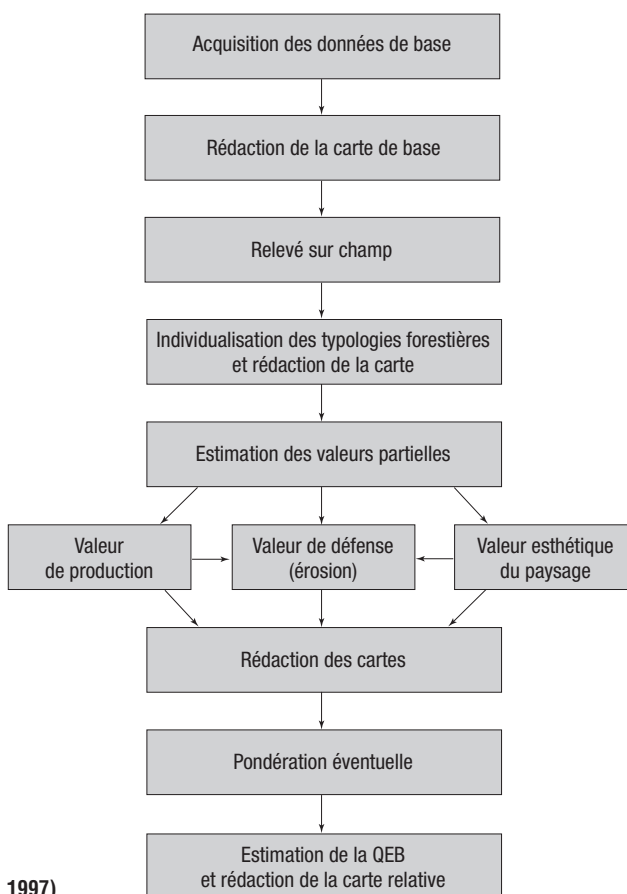 Acquisition des données de base
Rédaction de la carte de base
Relevé sur champ
Individualisation des typologies forestières
et rédaction de la carte
Estimation des valeurs partielles
Valeur
de production
Valeur de défense
(érosion)
Valeur esthétique
du paysage
Rédaction des cartes
Pondération éventuelle
Estimation de la QEB
et rédaction de la carte relative
1997)